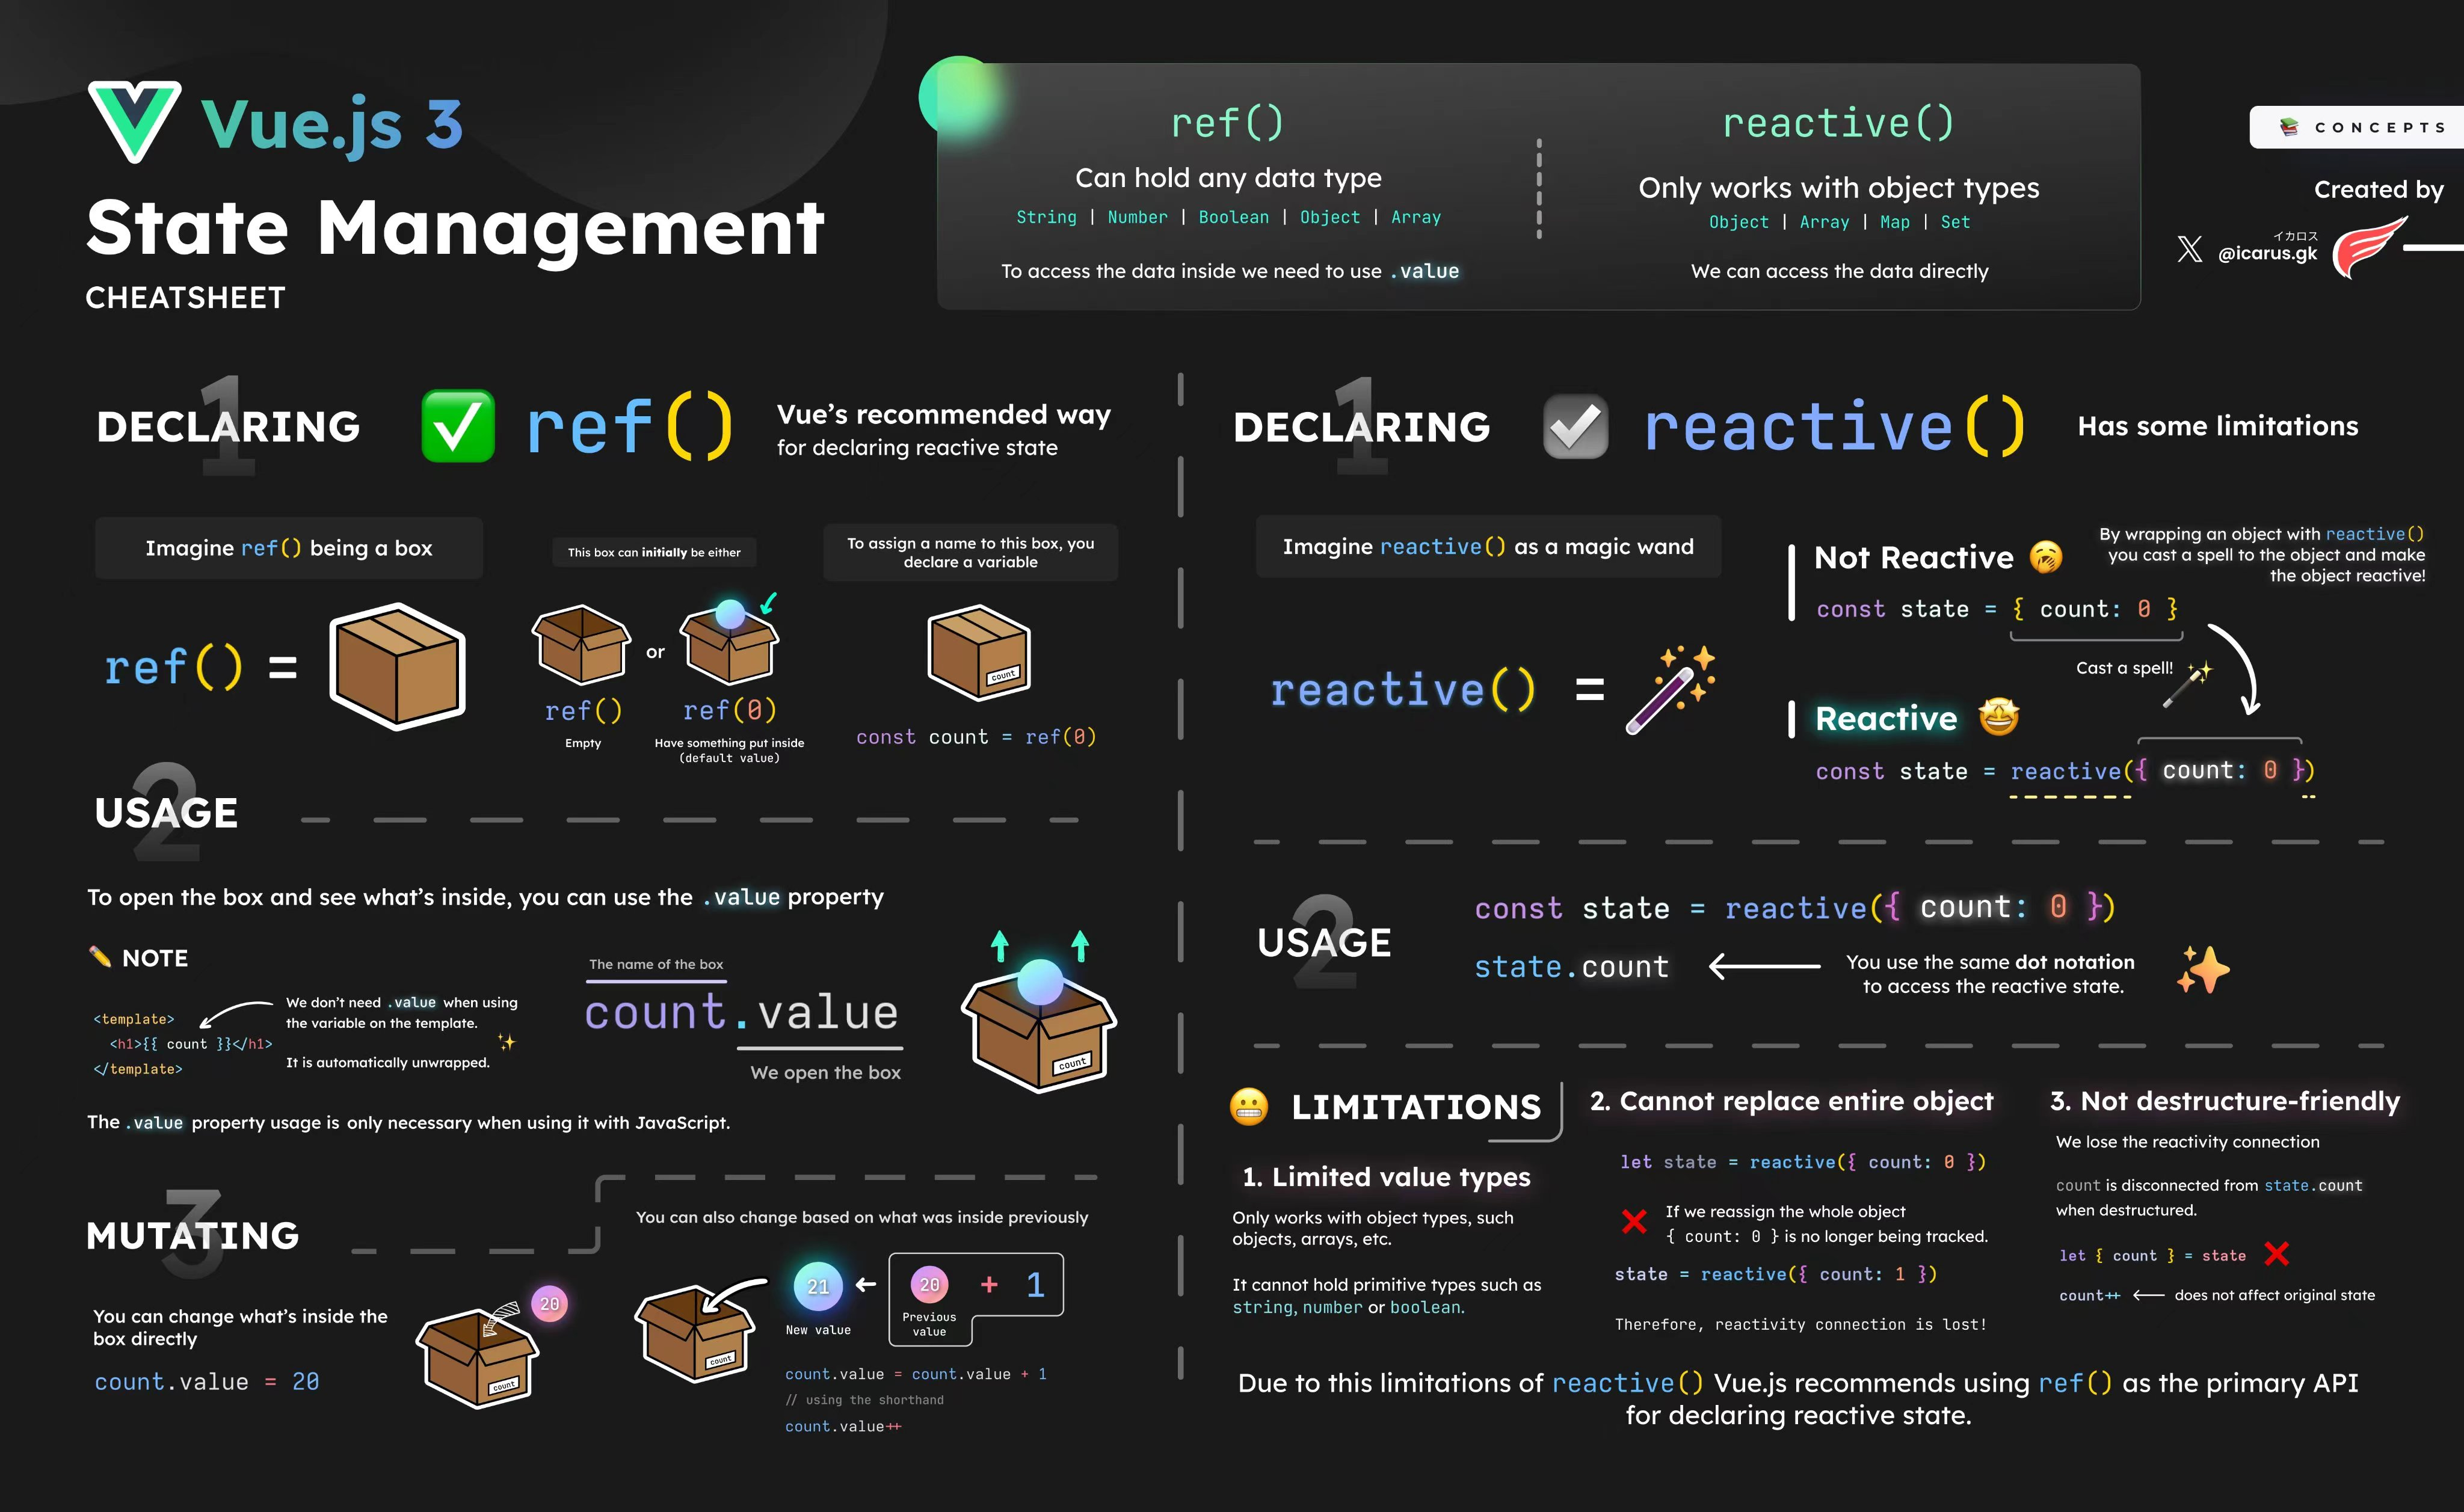 Vue.js 3
State Management
CHEATSHEET
ref()
Can hold any data type
String | Number | Boolean | Object | Array
To access the data inside we need to use .value
reactive()
Only works with object types
Object | Array | Map | Set
We can access the data directly
📚 CONCEPTS
Created by
イカロス
𝕏 @icarus.gk
1
DECLARING
✅ ref()
Vue's recommended way
for declaring reactive state
Imagine ref() being a box
ref() =
This box can initially be either
or
ref()
Empty
ref(0)
Have something put inside
(default value)
To assign a name to this box, you
declare a variable
count
const count = ref(0)
2
USAGE
To open the box and see what's inside, you can use the .value property
✏️ NOTE
<template>
<h1>{{ count }}</h1>
</template>
We don't need .value when using
the variable on the template.
It is automatically unwrapped.
The name of the box
count.value
We open the box
count
The .value property usage is only necessary when using it with JavaScript.
3
MUTATING
You can change what's inside the
box directly
count.value = 20
20
count
You can also change based on what was inside previously
count
21
New value
20 + 1
Previous
value
count.value = count.value + 1
// using the shorthand
count.value++
1
DECLARING
reactive()
Has some limitations
Imagine reactive() as a magic wand
reactive() =
Not Reactive 🥱
const state = { count: 0 }
By wrapping an object with reactive()
you cast a spell to the object and make
the object reactive!
Cast a spell!
Reactive 🤩
const state = reactive({ count: 0 })
2
USAGE
const state = reactive({ count: 0 })
state.count
You use the same dot notation
to access the reactive state.
😬 LIMITATIONS
1. Limited value types
Only works with object types, such
objects, arrays, etc.
It cannot hold primitive types such as
string, number or boolean.
2. Cannot replace entire object
let state = reactive({ count: 0 })
❌ If we reassign the whole object
{ count: 0 } is no longer being tracked.
state = reactive({ count: 1 })
Therefore, reactivity connection is lost!
3. Not destructure-friendly
We lose the reactivity connection
count is disconnected from state.count
when destructured.
let { count } = state ❌
count++ ⟵ does not affect original state
Due to this limitations of reactive() Vue.js recommends using ref() as the primary API
for declaring reactive state.